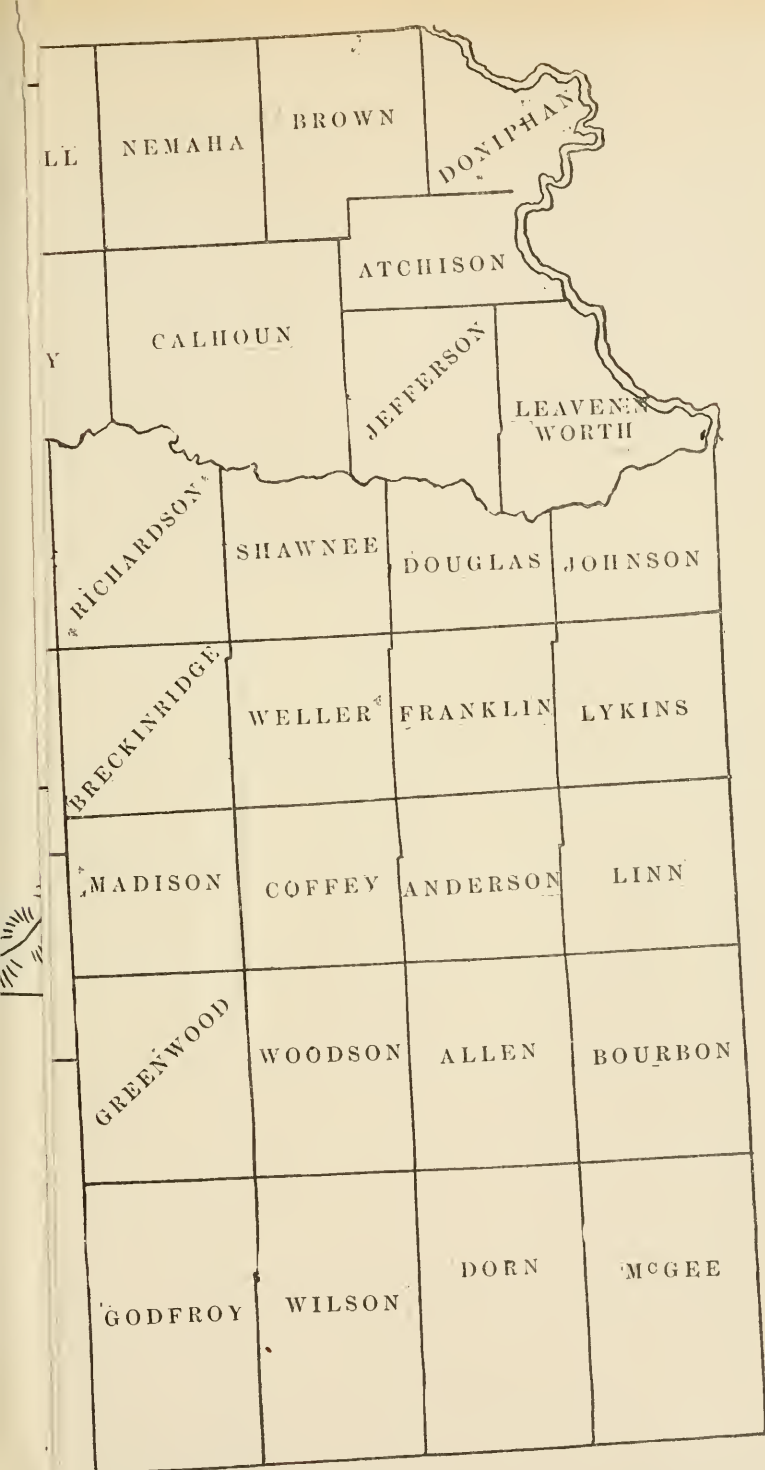 LL
NEMAHA
BROWN
DONIPHAN
ATCHISON
Y
CALHOUN
JEFFERSON
LEAVEN
WORTH
RICHARDSON
SHAWNEE
DOUGLAS
JOHNSON
BRECKINRIDGE
WELLER
FRANKLIN
LYKINS
MADISON
COFFEY
ANDERSON
LINN
GREENWOOD
WOODSON
ALLEN
BOURBON
GODFROY
WILSON
DORN
McGEE